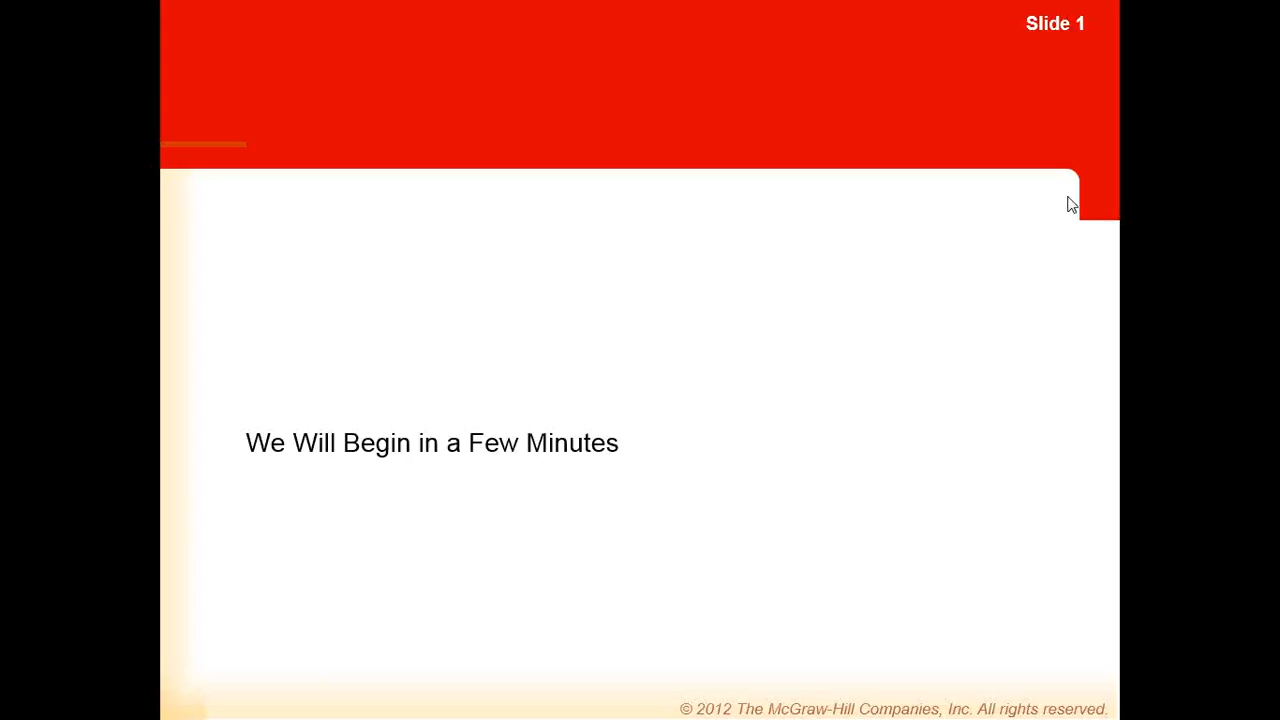 Slide 1
We Will Begin in a Few Minutes
© 2012 The McGraw-Hill Companies, Inc. All rights reserved.